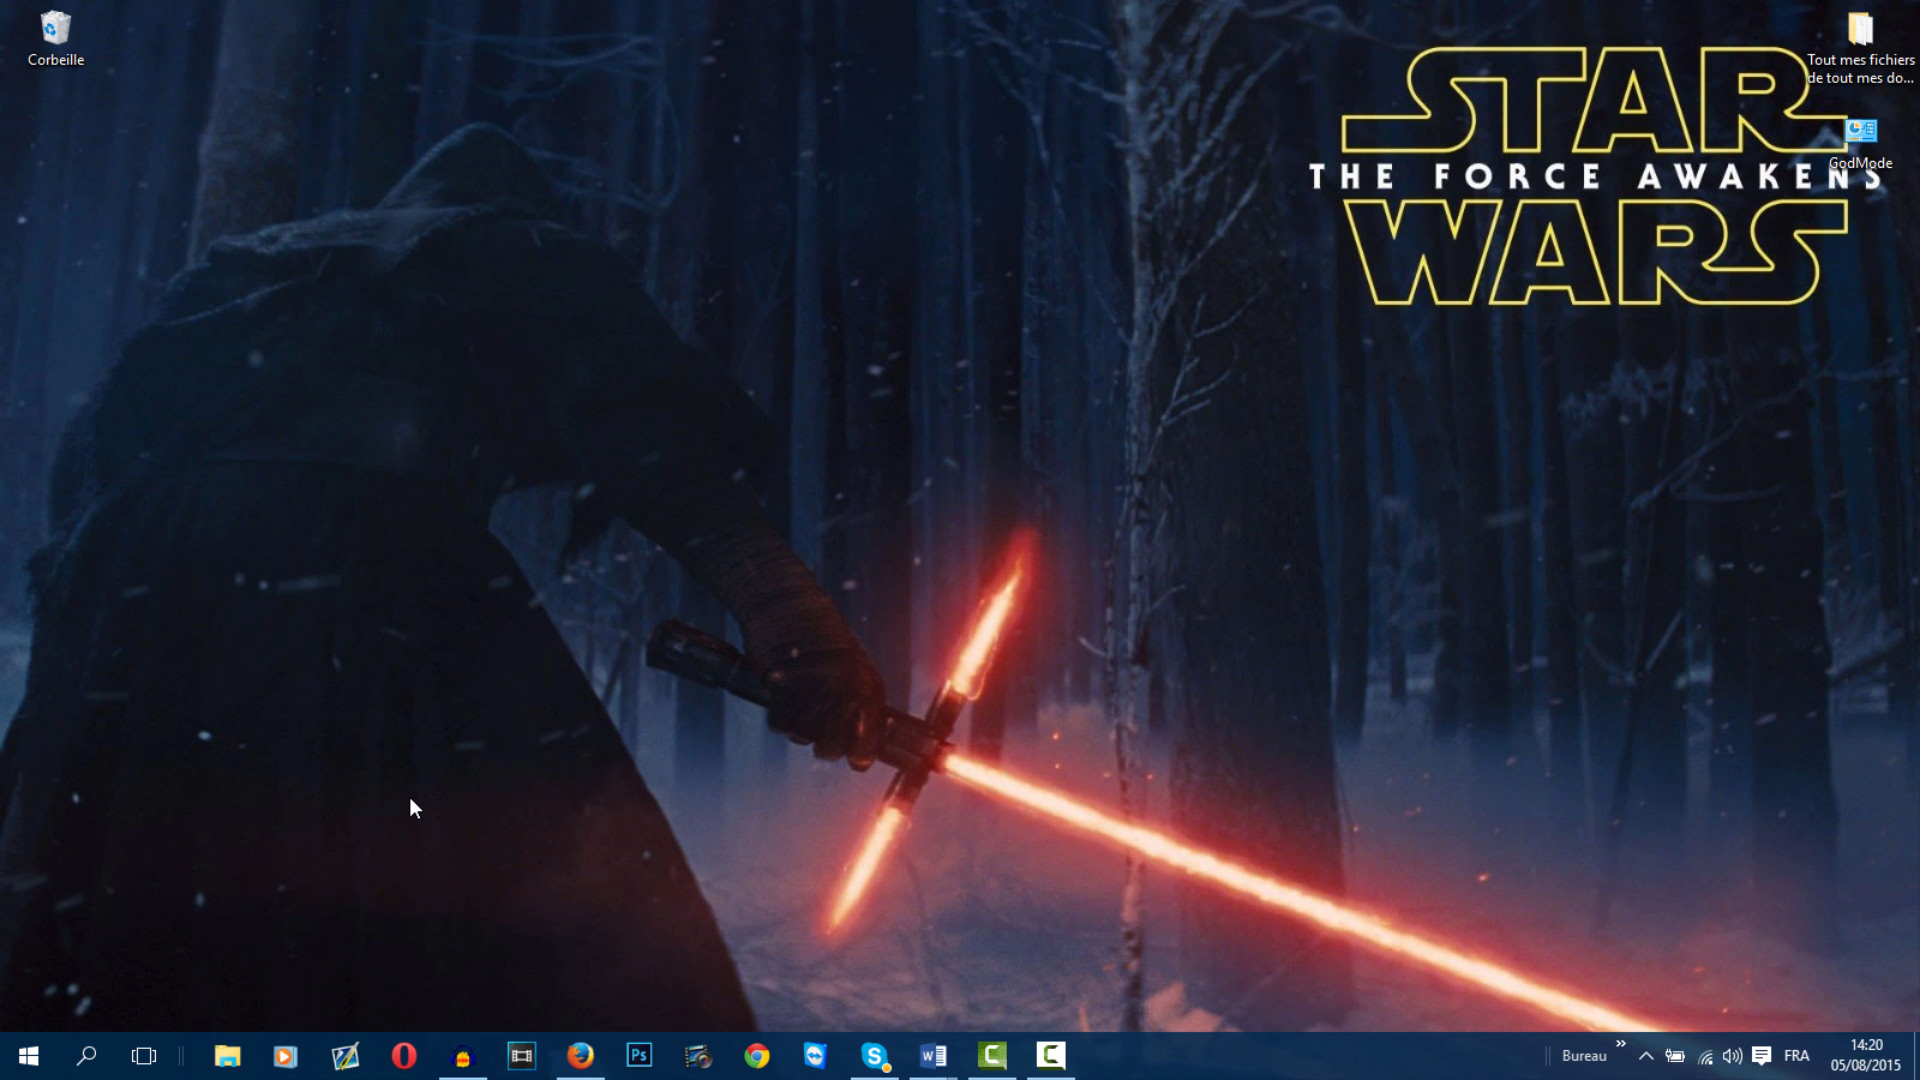 Corbeille
Tout mes fichiers
de tout mes do...
STAR
THE FORCE AWAKENS
WARS
GodMode
Ps
Bureau
FRA
14:20
05/08/2015